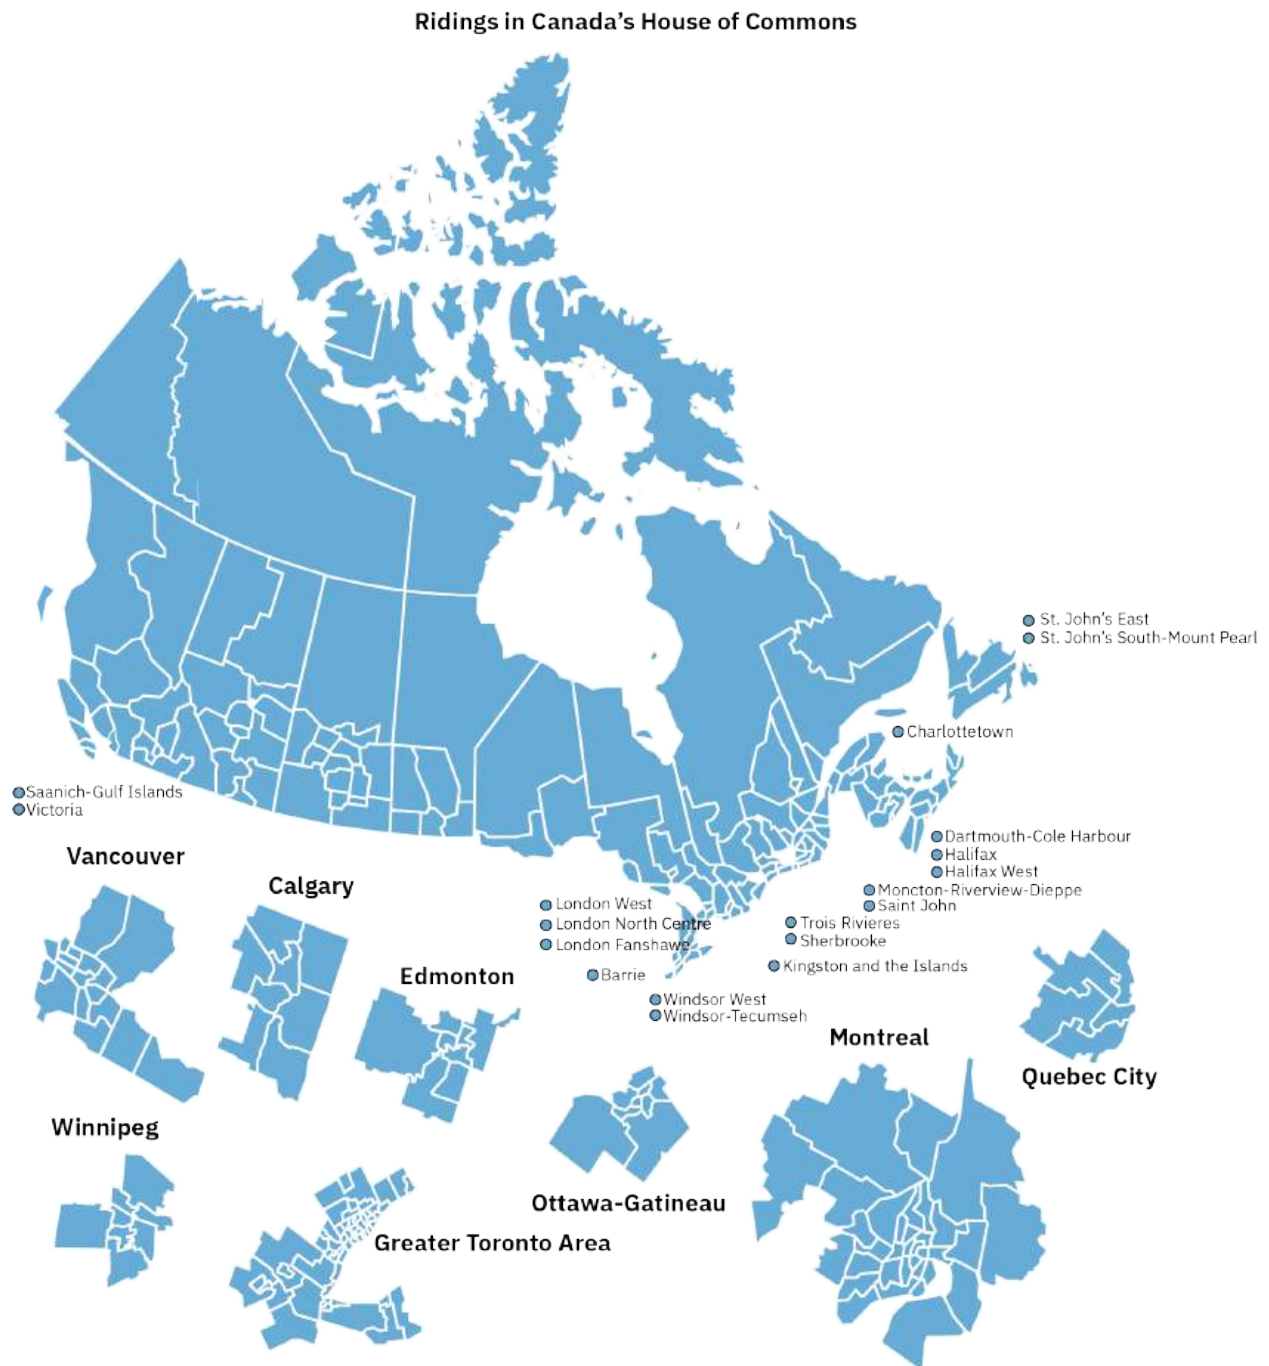 Ridings in Canada's House of Commons
St. John's East
St. John's South-Mount Pearl
Charlottetown
Saanich-Gulf Islands
Victoria
Dartmouth-Cole Harbour
Halifax
Halifax West
Moncton-Riverview-Dieppe
Saint John
Vancouver
Calgary
London West
London North Centre
London Fanshawe
Trois Rivieres
Sherbrooke
Kingston and the Islands
Barrie
Edmonton
Windsor West
Windsor-Tecumseh
Montreal
Quebec City
Winnipeg
Ottawa-Gatineau
Greater Toronto Area